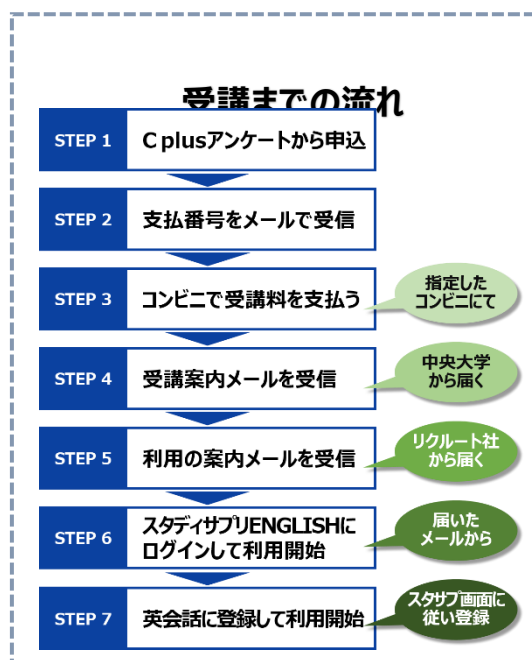 受講までの流れ
STEP 1
C plusアンケートから申込
STEP 2
支払番号をメールで受信
STEP 3
コンビニで受講料を支払う
指定した
コンビニにて
STEP 4
受講案内メールを受信
中央大学
から届く
STEP 5
利用の案内メールを受信
リクルート社
から届く
STEP 6
スタディサプリENGLISHに
ログインして利用開始
届いた
メールから
STEP 7
英会話に登録して利用開始
スタサプ画面に
従い登録